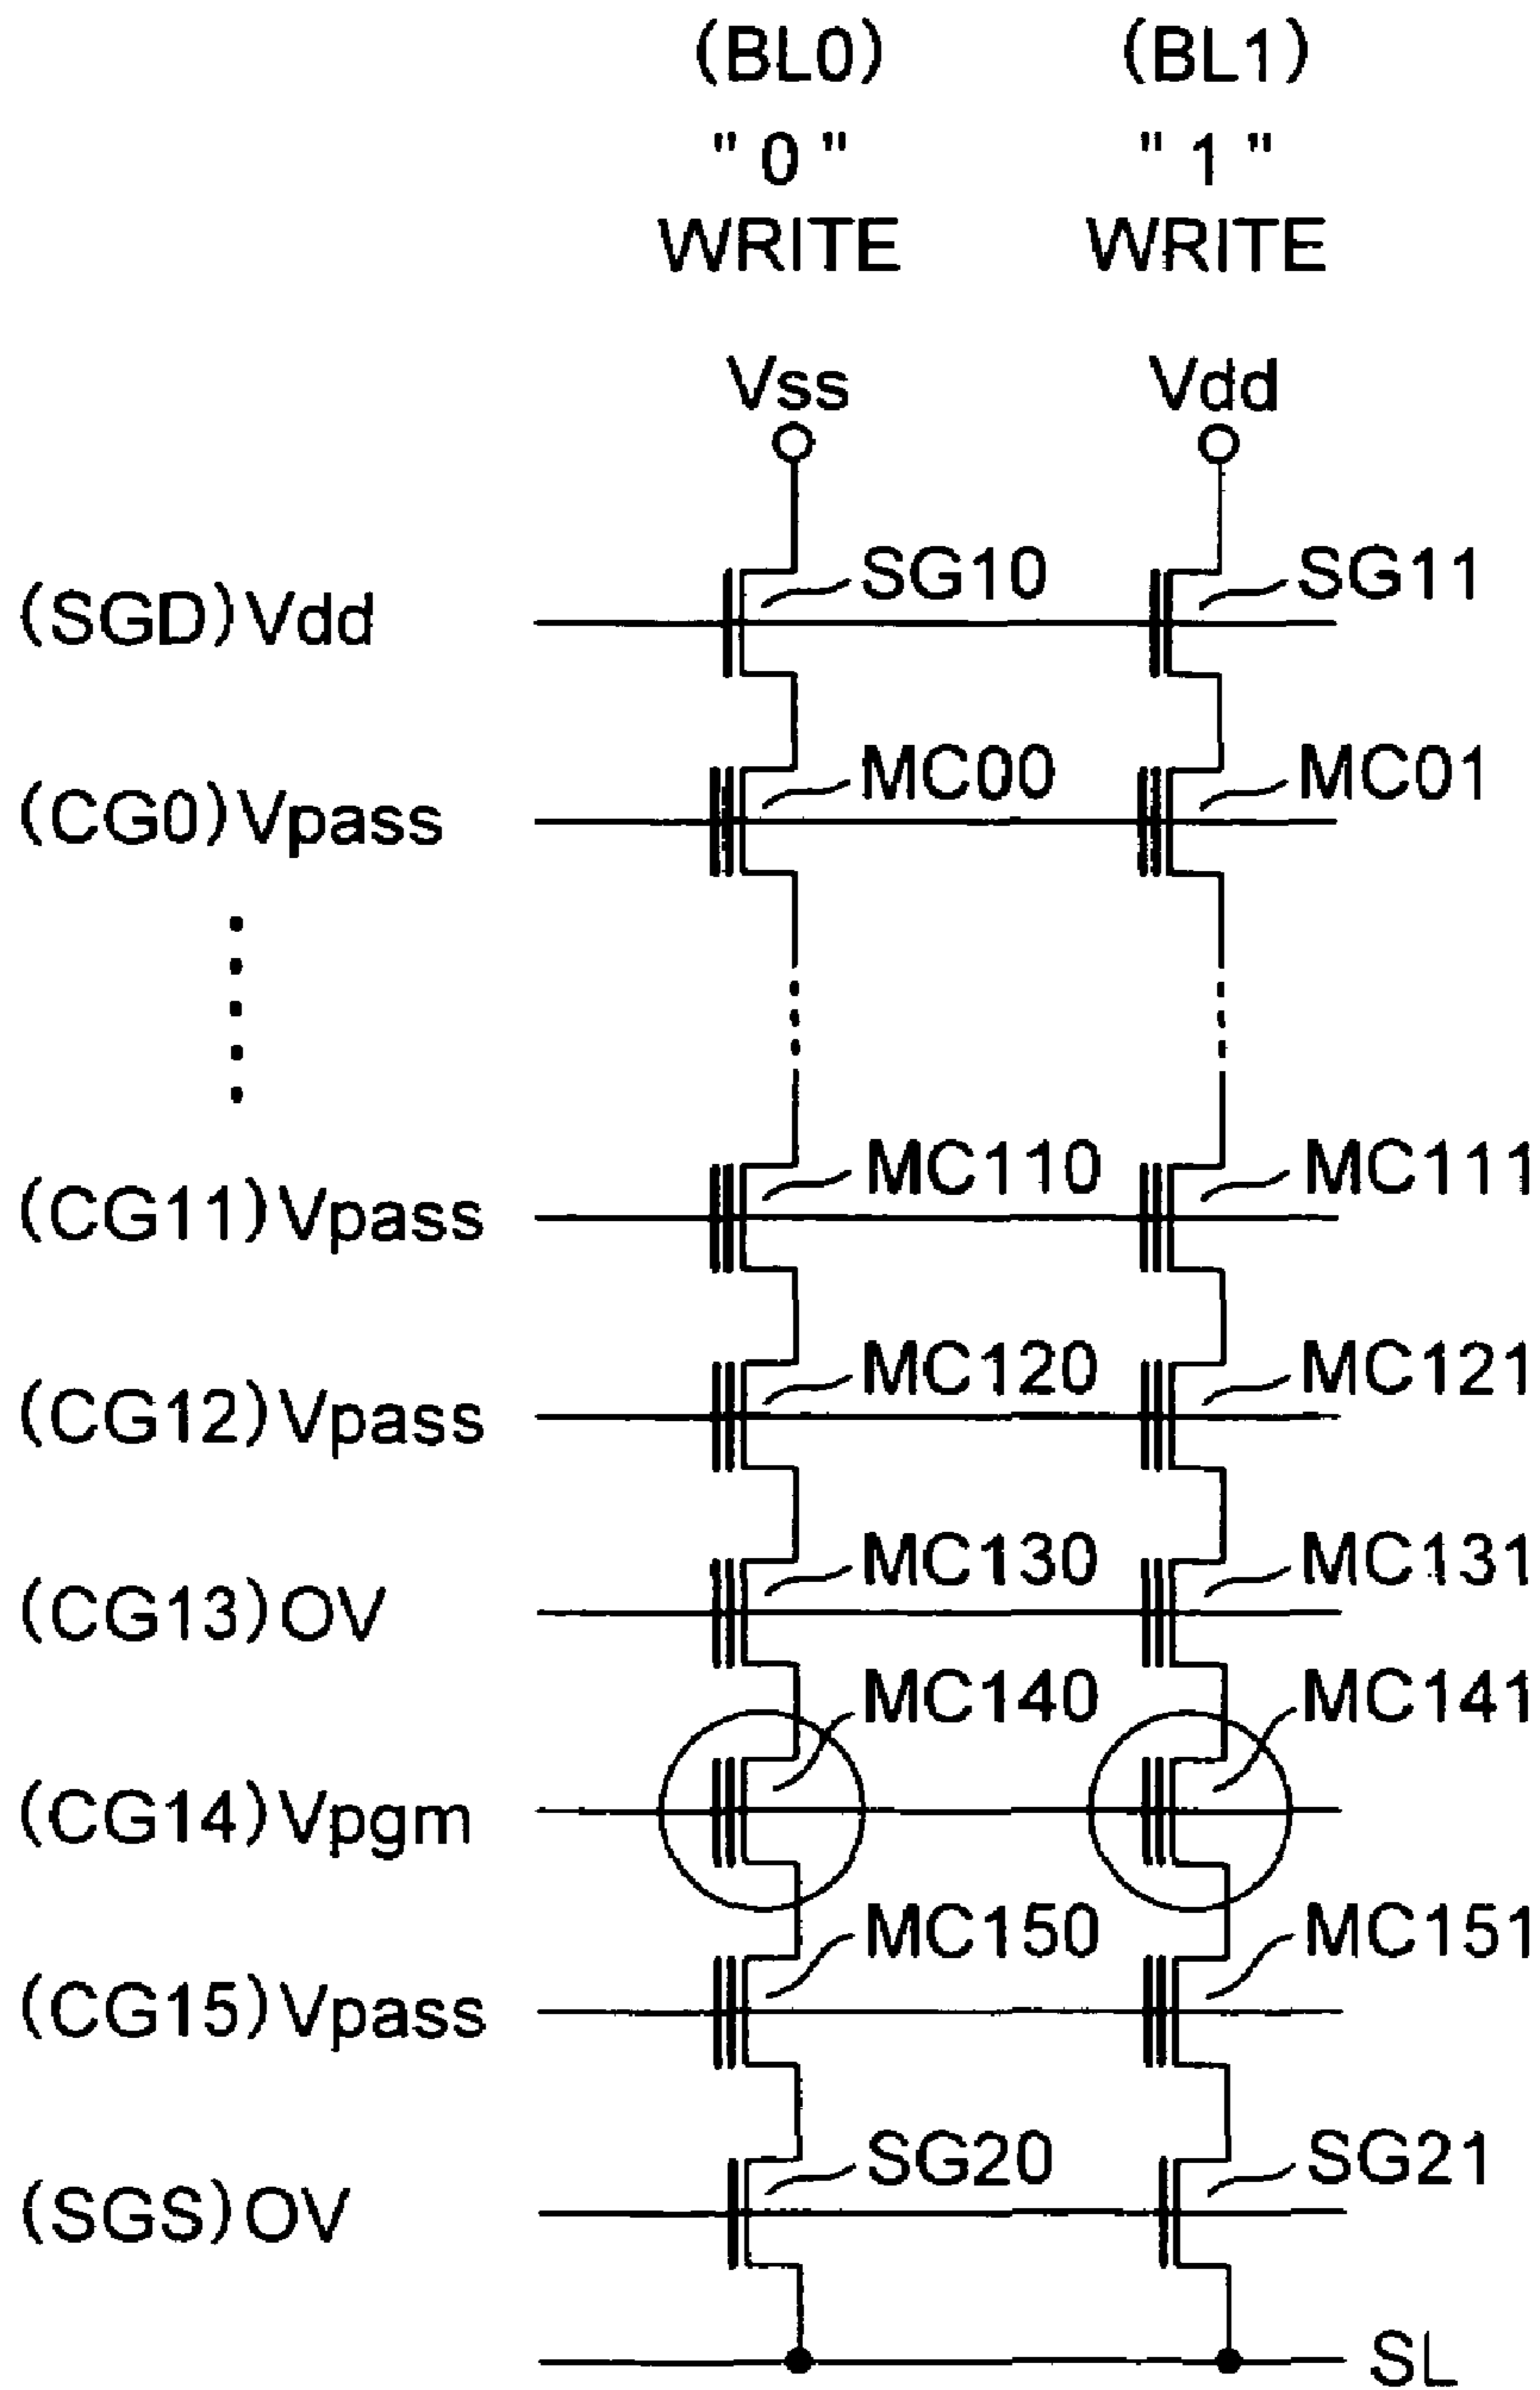 (BL0) (BL1)
"0" "1"
WRITE WRITE
Vss Vdd
(SGD)Vdd SG10 SG11
(CG0)Vpass MC00 MC01
(CG11)Vpass MC110 MC111
(CG12)Vpass MC120 MC121
(CG13)0V MC130 MC131
(CG14)Vpgm MC140 MC141
(CG15)Vpass MC150 MC151
(SGS)0V SG20 SG21
SL